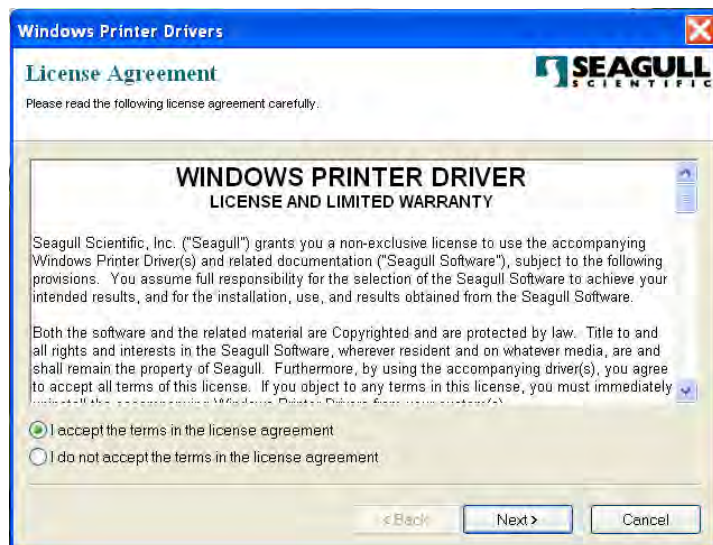 Windows Printer Drivers
License Agreement
SEAGULL
SCIENTIFIC
Please read the following license agreement carefully.
WINDOWS PRINTER DRIVER
LICENSE AND LIMITED WARRANTY
Seagull Scientific, Inc. ("Seagull") grants you a non-exclusive license to use the accompanying
Windows Printer Driver(s) and related documentation ("Seagull Software"), subject to the following
provisions. You assume full responsibility for the selection of the Seagull Software to achieve your
intended results, and for the installation, use, and results obtained from the Seagull Software.
Both the software and the related material are Copyrighted and are protected by law. Title to and
all rights and interests in the Seagull Software, wherever resident and on whatever media, are and
shall remain the property of Seagull. Furthermore, by using the accompanying driver(s), you agree
to accept all terms of this license. If you object to any terms in this license, you must immediately
I accept the terms in the license agreement
I do not accept the terms in the license agreement
< Back
Next >
Cancel